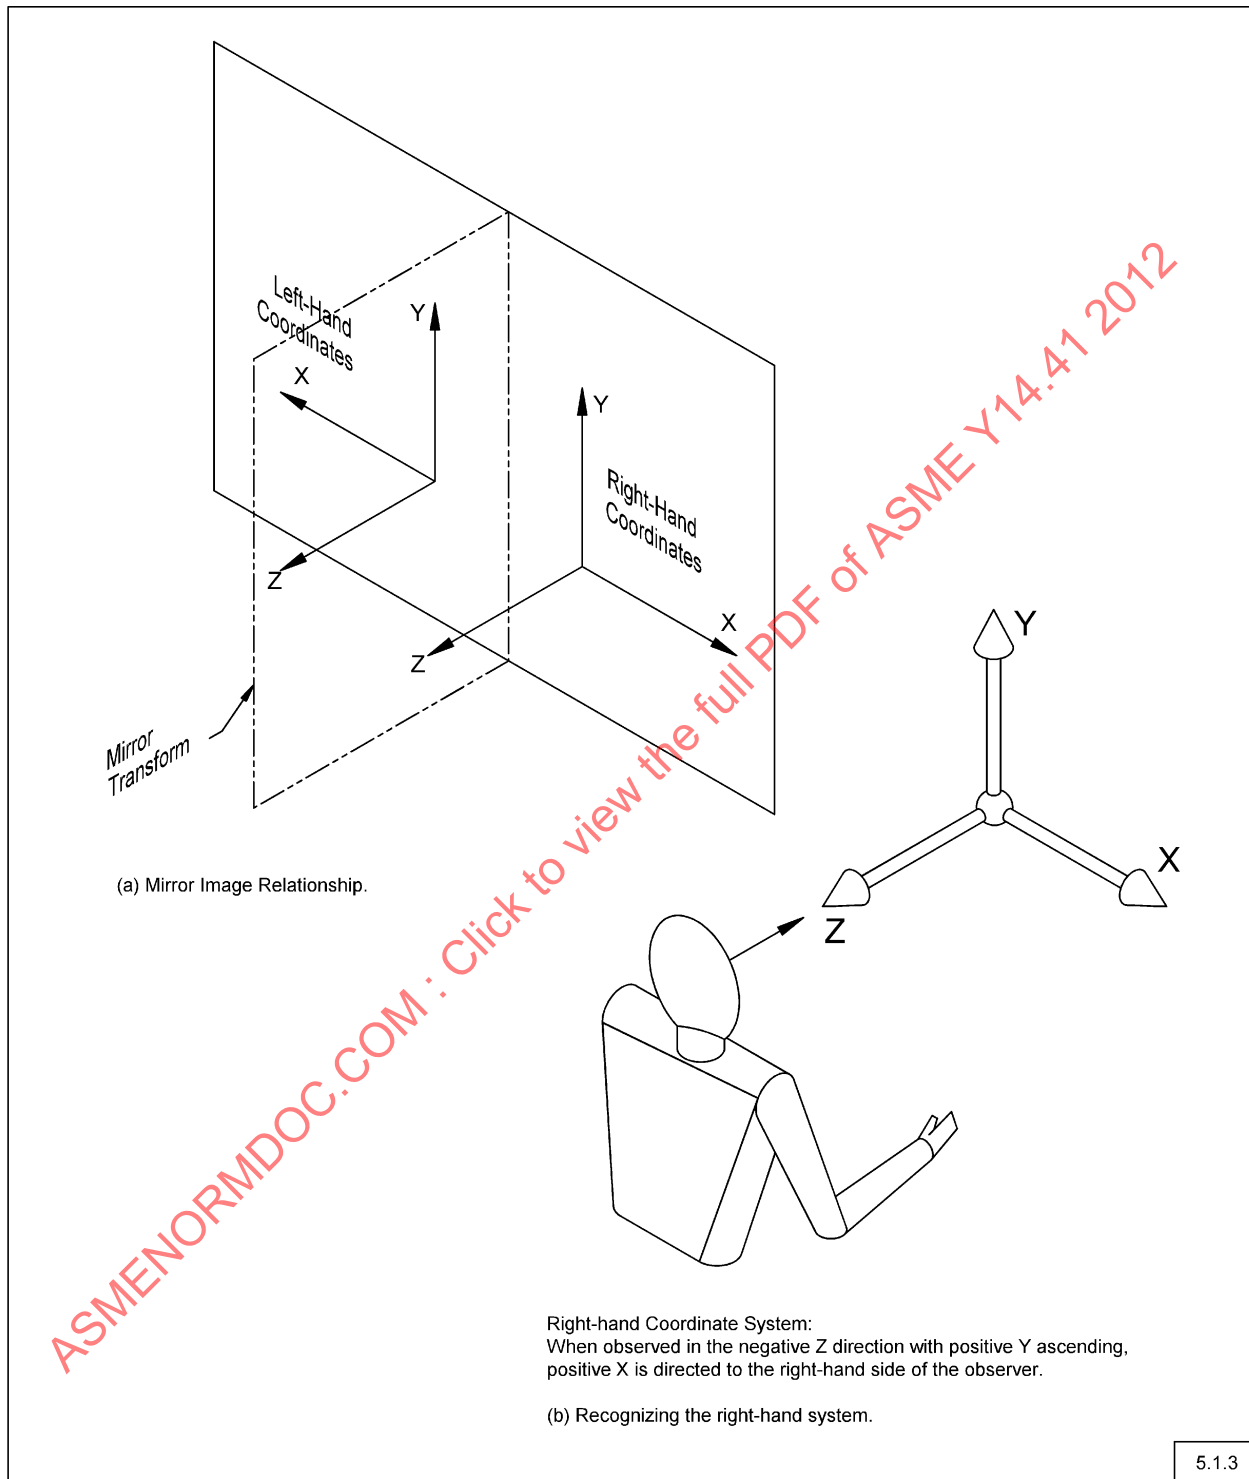 Left-Hand
Coordinates
Y
X
Z
Y
Right-Hand
Coordinates
X
Z
Mirror
Transform
(a) Mirror Image Relationship.
Y
X
Z
Right-hand Coordinate System:
When observed in the negative Z direction with positive Y ascending,
positive X is directed to the right-hand side of the observer.
(b) Recognizing the right-hand system.
5.1.3
ASMENORMDOC.COM : Click to view the full PDF of ASME Y14.41 2012